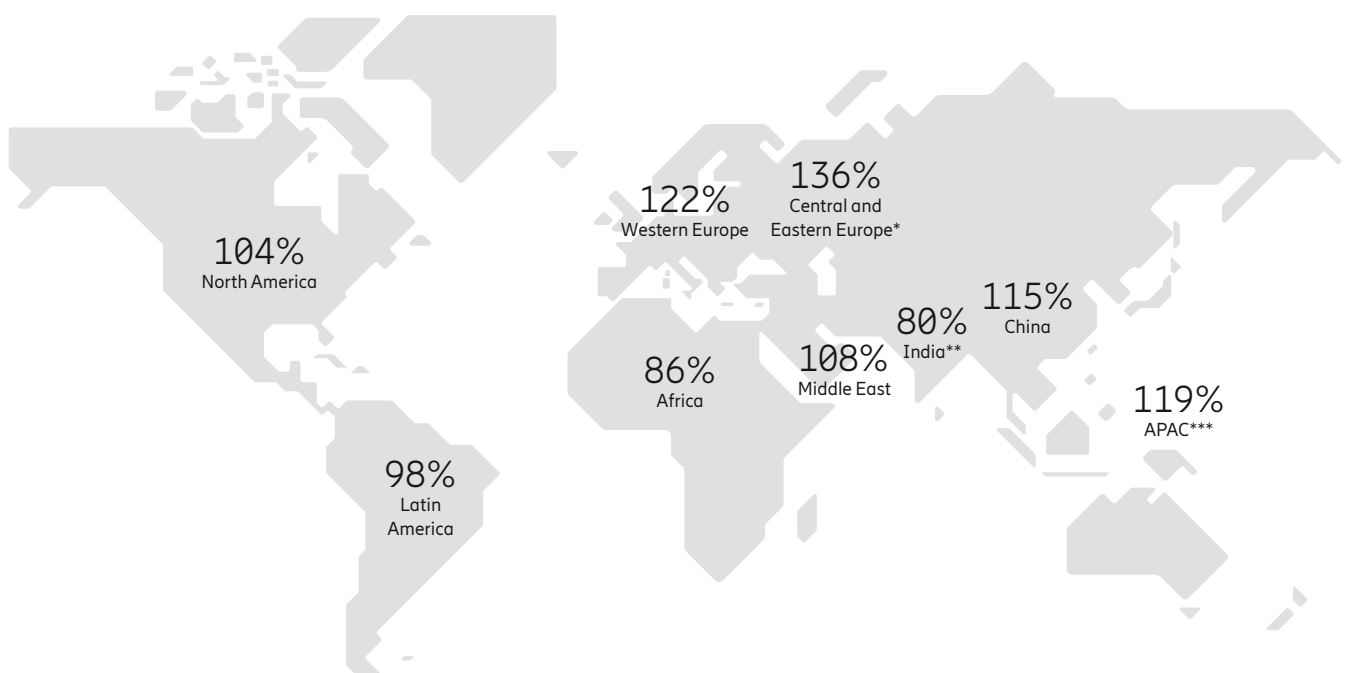 136%
Central and
Eastern Europe*
122%
Western Europe
104%
North America
115%
China
80%
India**
108%
Middle East
86%
Africa
119%
APAC***
98%
Latin
America